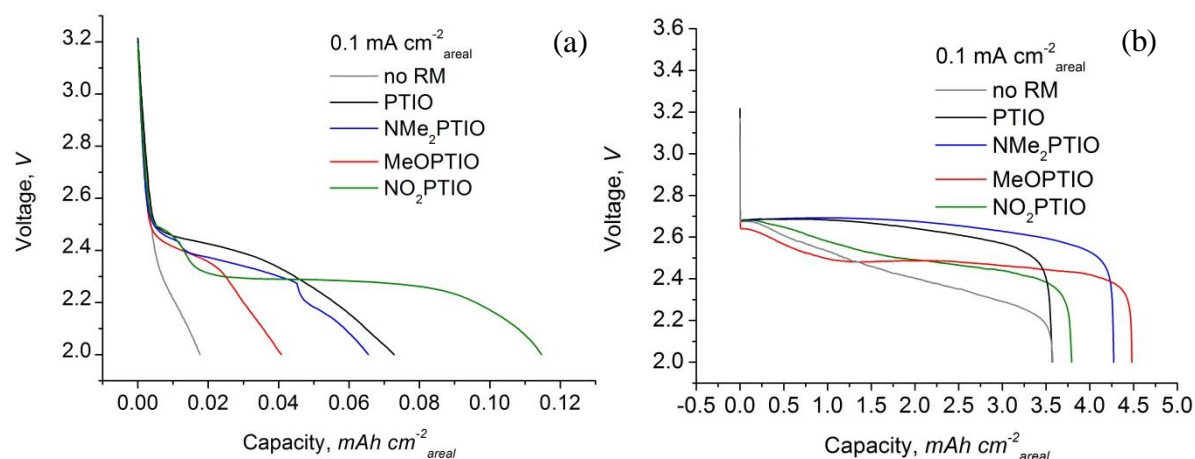 (a)
0.1 mA cm⁻²areal
no RM
PTIO
NMe₂PTIO
MeOPTIO
NO₂PTIO
Voltage, V
3.2
3.0
2.8
2.6
2.4
2.2
2.0
0.00 0.02 0.04 0.06 0.08 0.10 0.12
Capacity, mAh cm⁻²areal
(b)
0.1 mA cm⁻²areal
no RM
PTIO
NMe₂PTIO
MeOPTIO
NO₂PTIO
Voltage, V
3.6
3.4
3.2
3.0
2.8
2.6
2.4
2.2
2.0
-0.5 0.0 0.5 1.0 1.5 2.0 2.5 3.0 3.5 4.0 4.5 5.0
Capacity, mAh cm⁻²areal